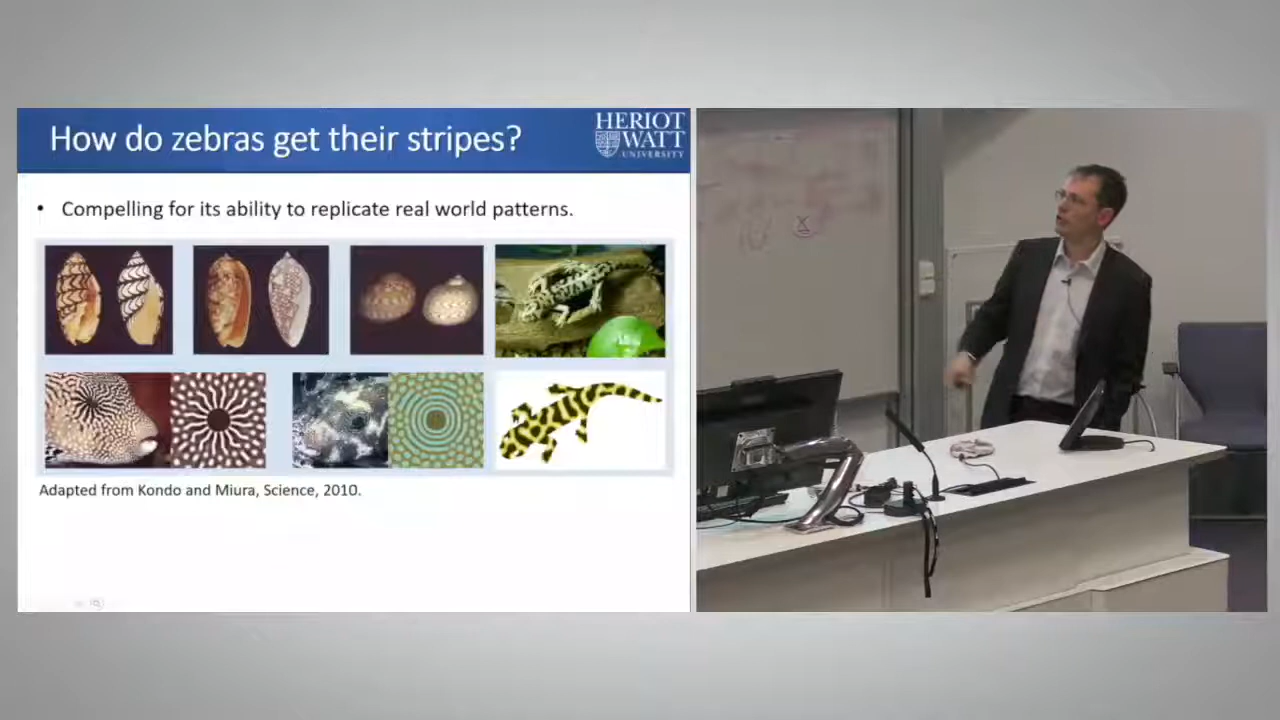 How do zebras get their stripes?
HERIOT
WATT
UNIVERSITY
• Compelling for its ability to replicate real world patterns.
Adapted from Kondo and Miura, Science, 2010.